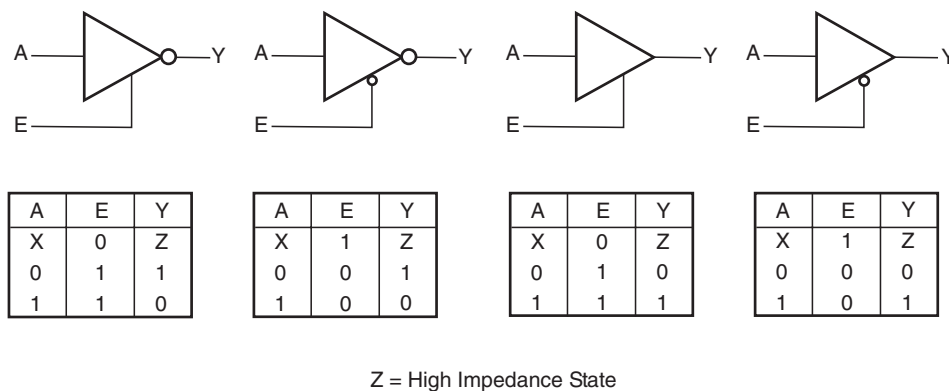 A Y A Y A Y A Y
E E E E
A E Y A E Y A E Y A E Y
X 0 Z X 1 Z X 0 Z X 1 Z
0 1 1 0 0 1 0 1 0 0 0 0
1 1 0 1 0 0 1 1 1 1 0 1
Z = High Impedance State